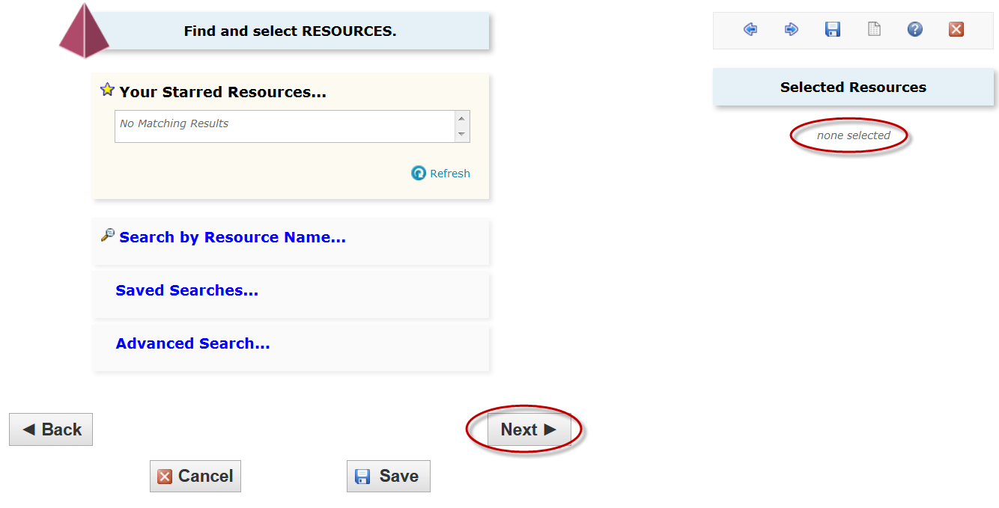 Find and select RESOURCES.
Your Starred Resources...
No Matching Results
Refresh
Search by Resource Name...
Saved Searches...
Advanced Search...
Back
Next
Cancel
Save
?
Selected Resources
none selected